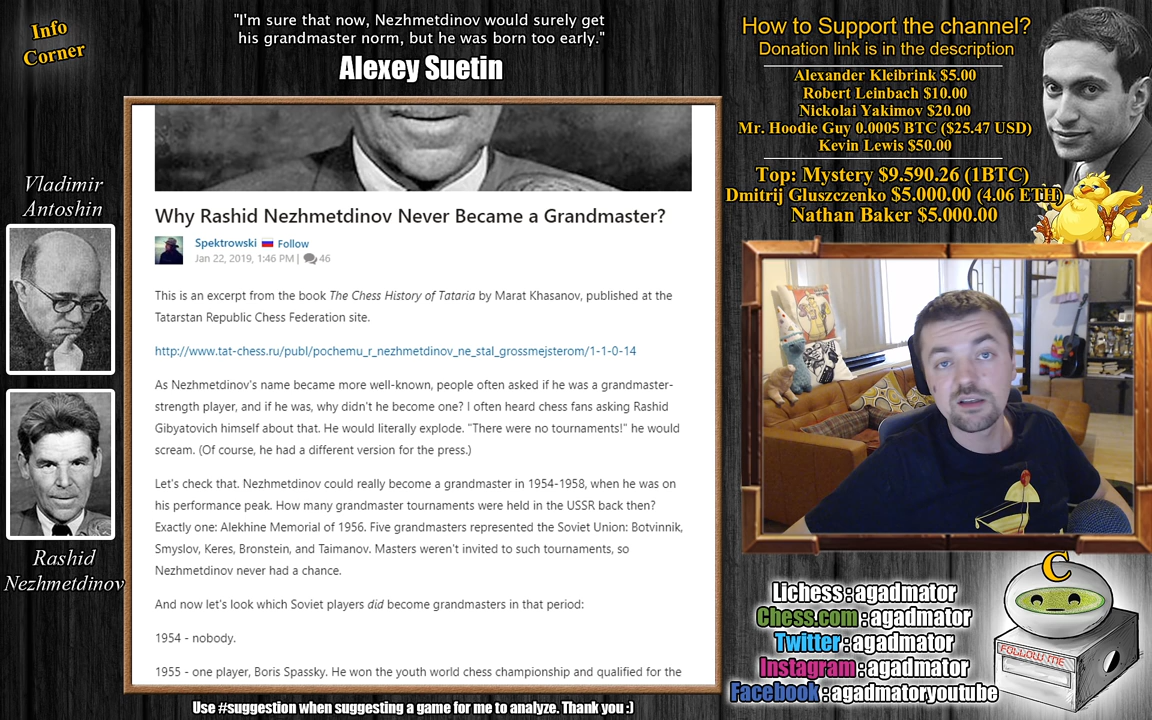 Info
Corner
"I'm sure that now, Nezhmetdinov would surely get
his grandmaster norm, but he was born too early."
Alexey Suetin
Vladimir
Antoshin
Rashid
Nezhmetdinov
Why Rashid Nezhmetdinov Never Became a Grandmaster?
Spektrowski Follow
Jan 22, 2019, 1:46 PM | 46
This is an excerpt from the book The Chess History of Tataria by Marat Khasanov, published at the
Tatarstan Republic Chess Federation site.
http://www.tat-chess.ru/publ/pochemu_r_nezhmetdinov_ne_stal_grossmejsterom/1-1-0-14
As Nezhmetdinov's name became more well-known, people often asked if he was a grandmaster-
strength player, and if he was, why didn't he become one? I often heard chess fans asking Rashid
Gibyatovich himself about that. He would literally explode. "There were no tournaments!" he would
scream. (Of course, he had a different version for the press.)
Let's check that. Nezhmetdinov could really become a grandmaster in 1954-1958, when he was on
his performance peak. How many grandmaster tournaments were held in the USSR back then?
Exactly one: Alekhine Memorial of 1956. Five grandmasters represented the Soviet Union: Botvinnik,
Smyslov, Keres, Bronstein, and Taimanov. Masters weren't invited to such tournaments, so
Nezhmetdinov never had a chance.
And now let's look which Soviet players did become grandmasters in that period:
1954 - nobody.
1955 - one player, Boris Spassky. He won the youth world chess championship and qualified for the
Use #suggestion when suggesting a game for me to analyze. Thank you :)
How to Support the channel?
Donation link is in the description
Alexander Kleibrink $5.00
Robert Leinbach $10.00
Nickolai Yakimov $20.00
Mr. Hoodie Guy 0.0005 BTC ($25.47 USD)
Kevin Lewis $50.00
Top: Mystery $9.590.26 (1BTC)
Dmitrij Gluszczenko $5.000.00 (4.06 ETH)
Nathan Baker $5.000.00
Lichess : agadmator
Chess.com : agadmator
Twitter : agadmator
Instagram : agadmator
Facebook : agadmatoryoutube
C
FOLLOW ME